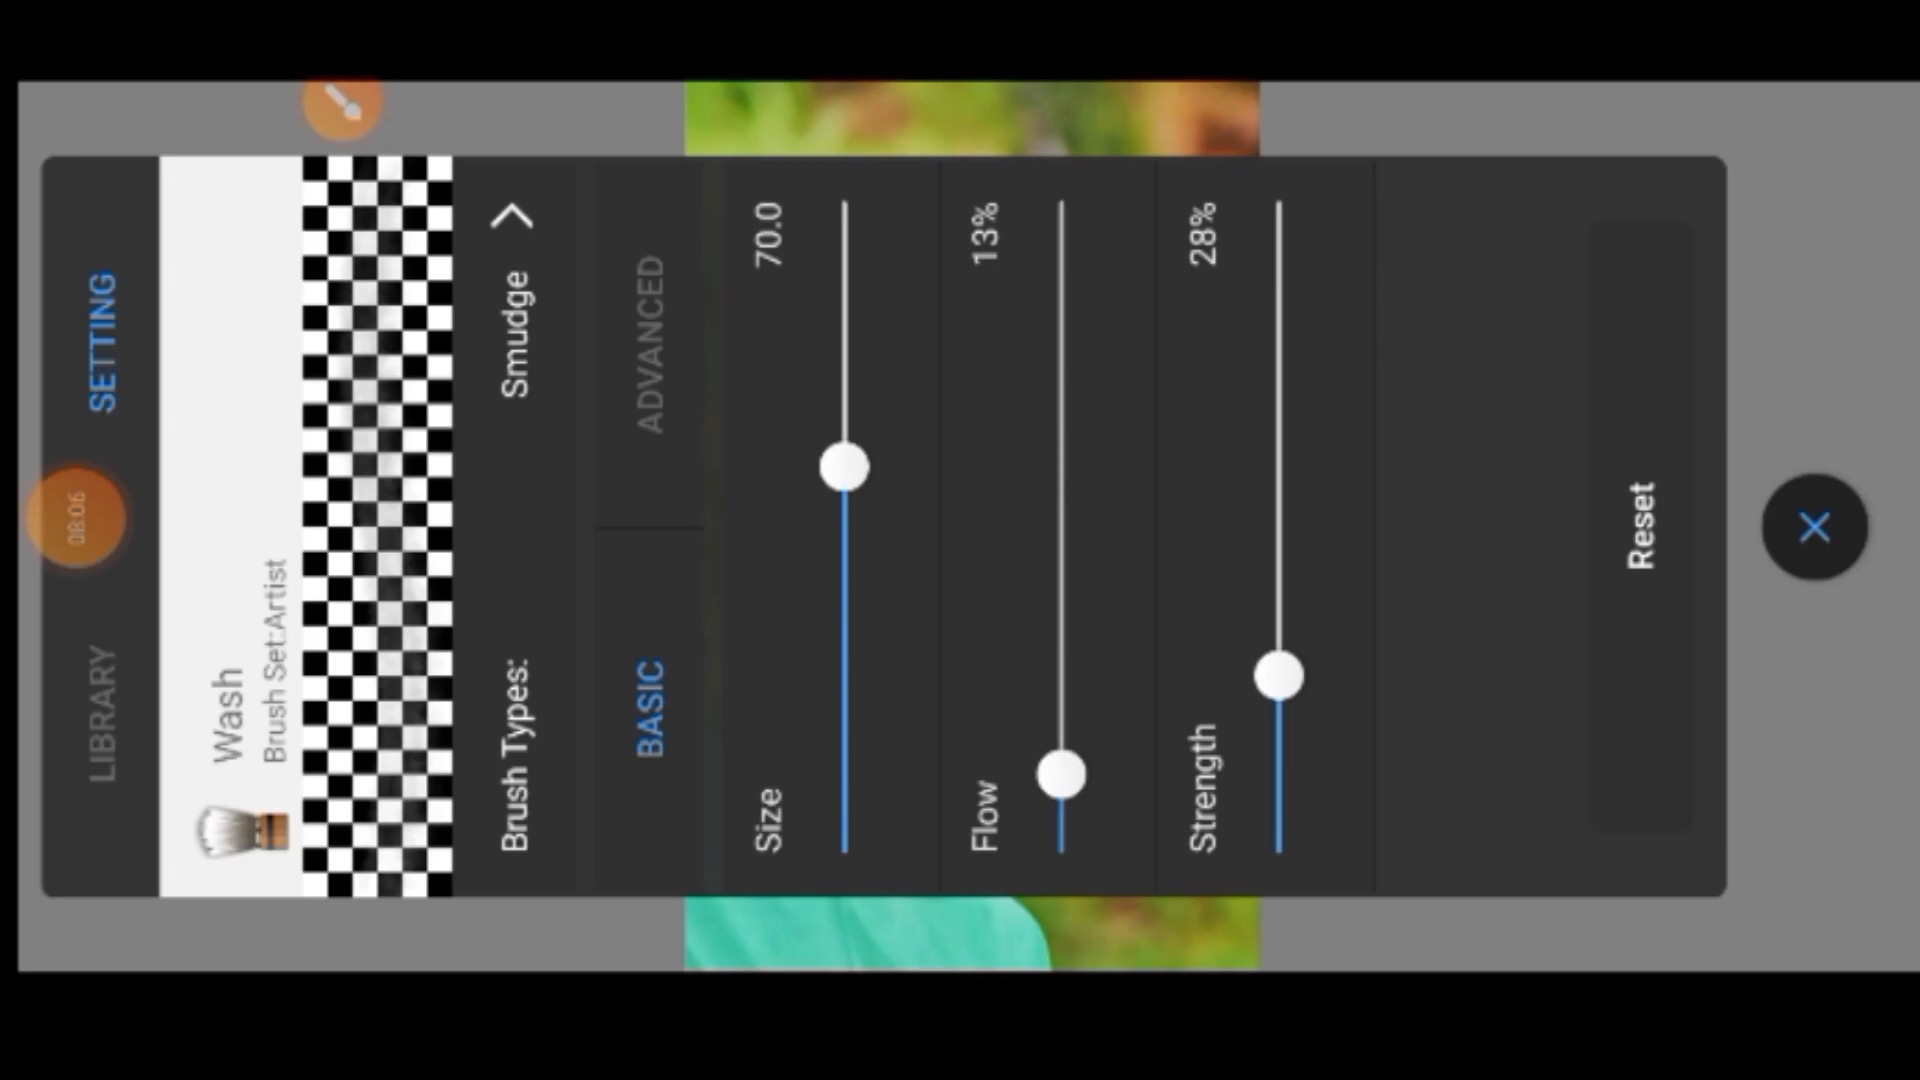 LIBRARY SETTING
Wash
Brush Set:Artist
Brush Types: Smudge
BASIC ADVANCED
Size 70.0
Flow 13%
Strength 28%
Reset
08:06